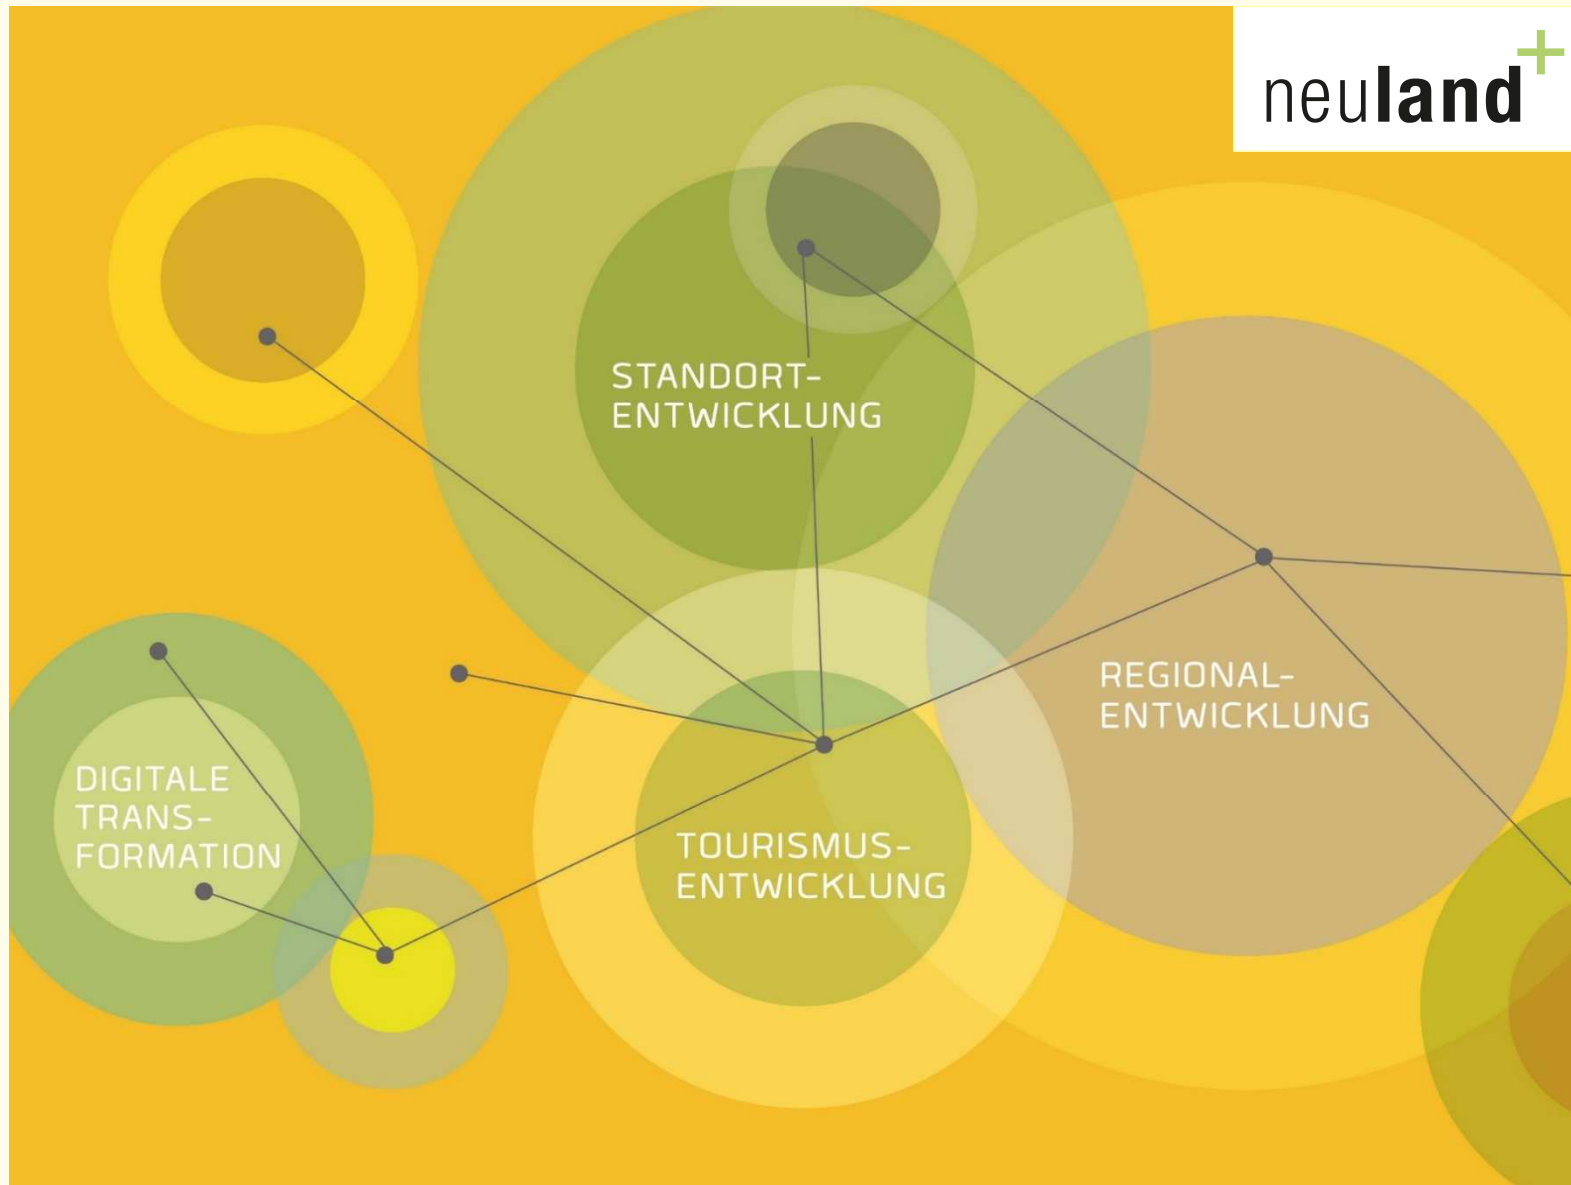 neuland+
STANDORT-
ENTWICKLUNG
REGIONAL-
ENTWICKLUNG
DIGITALE
TRANS-
FORMATION
TOURISMUS-
ENTWICKLUNG